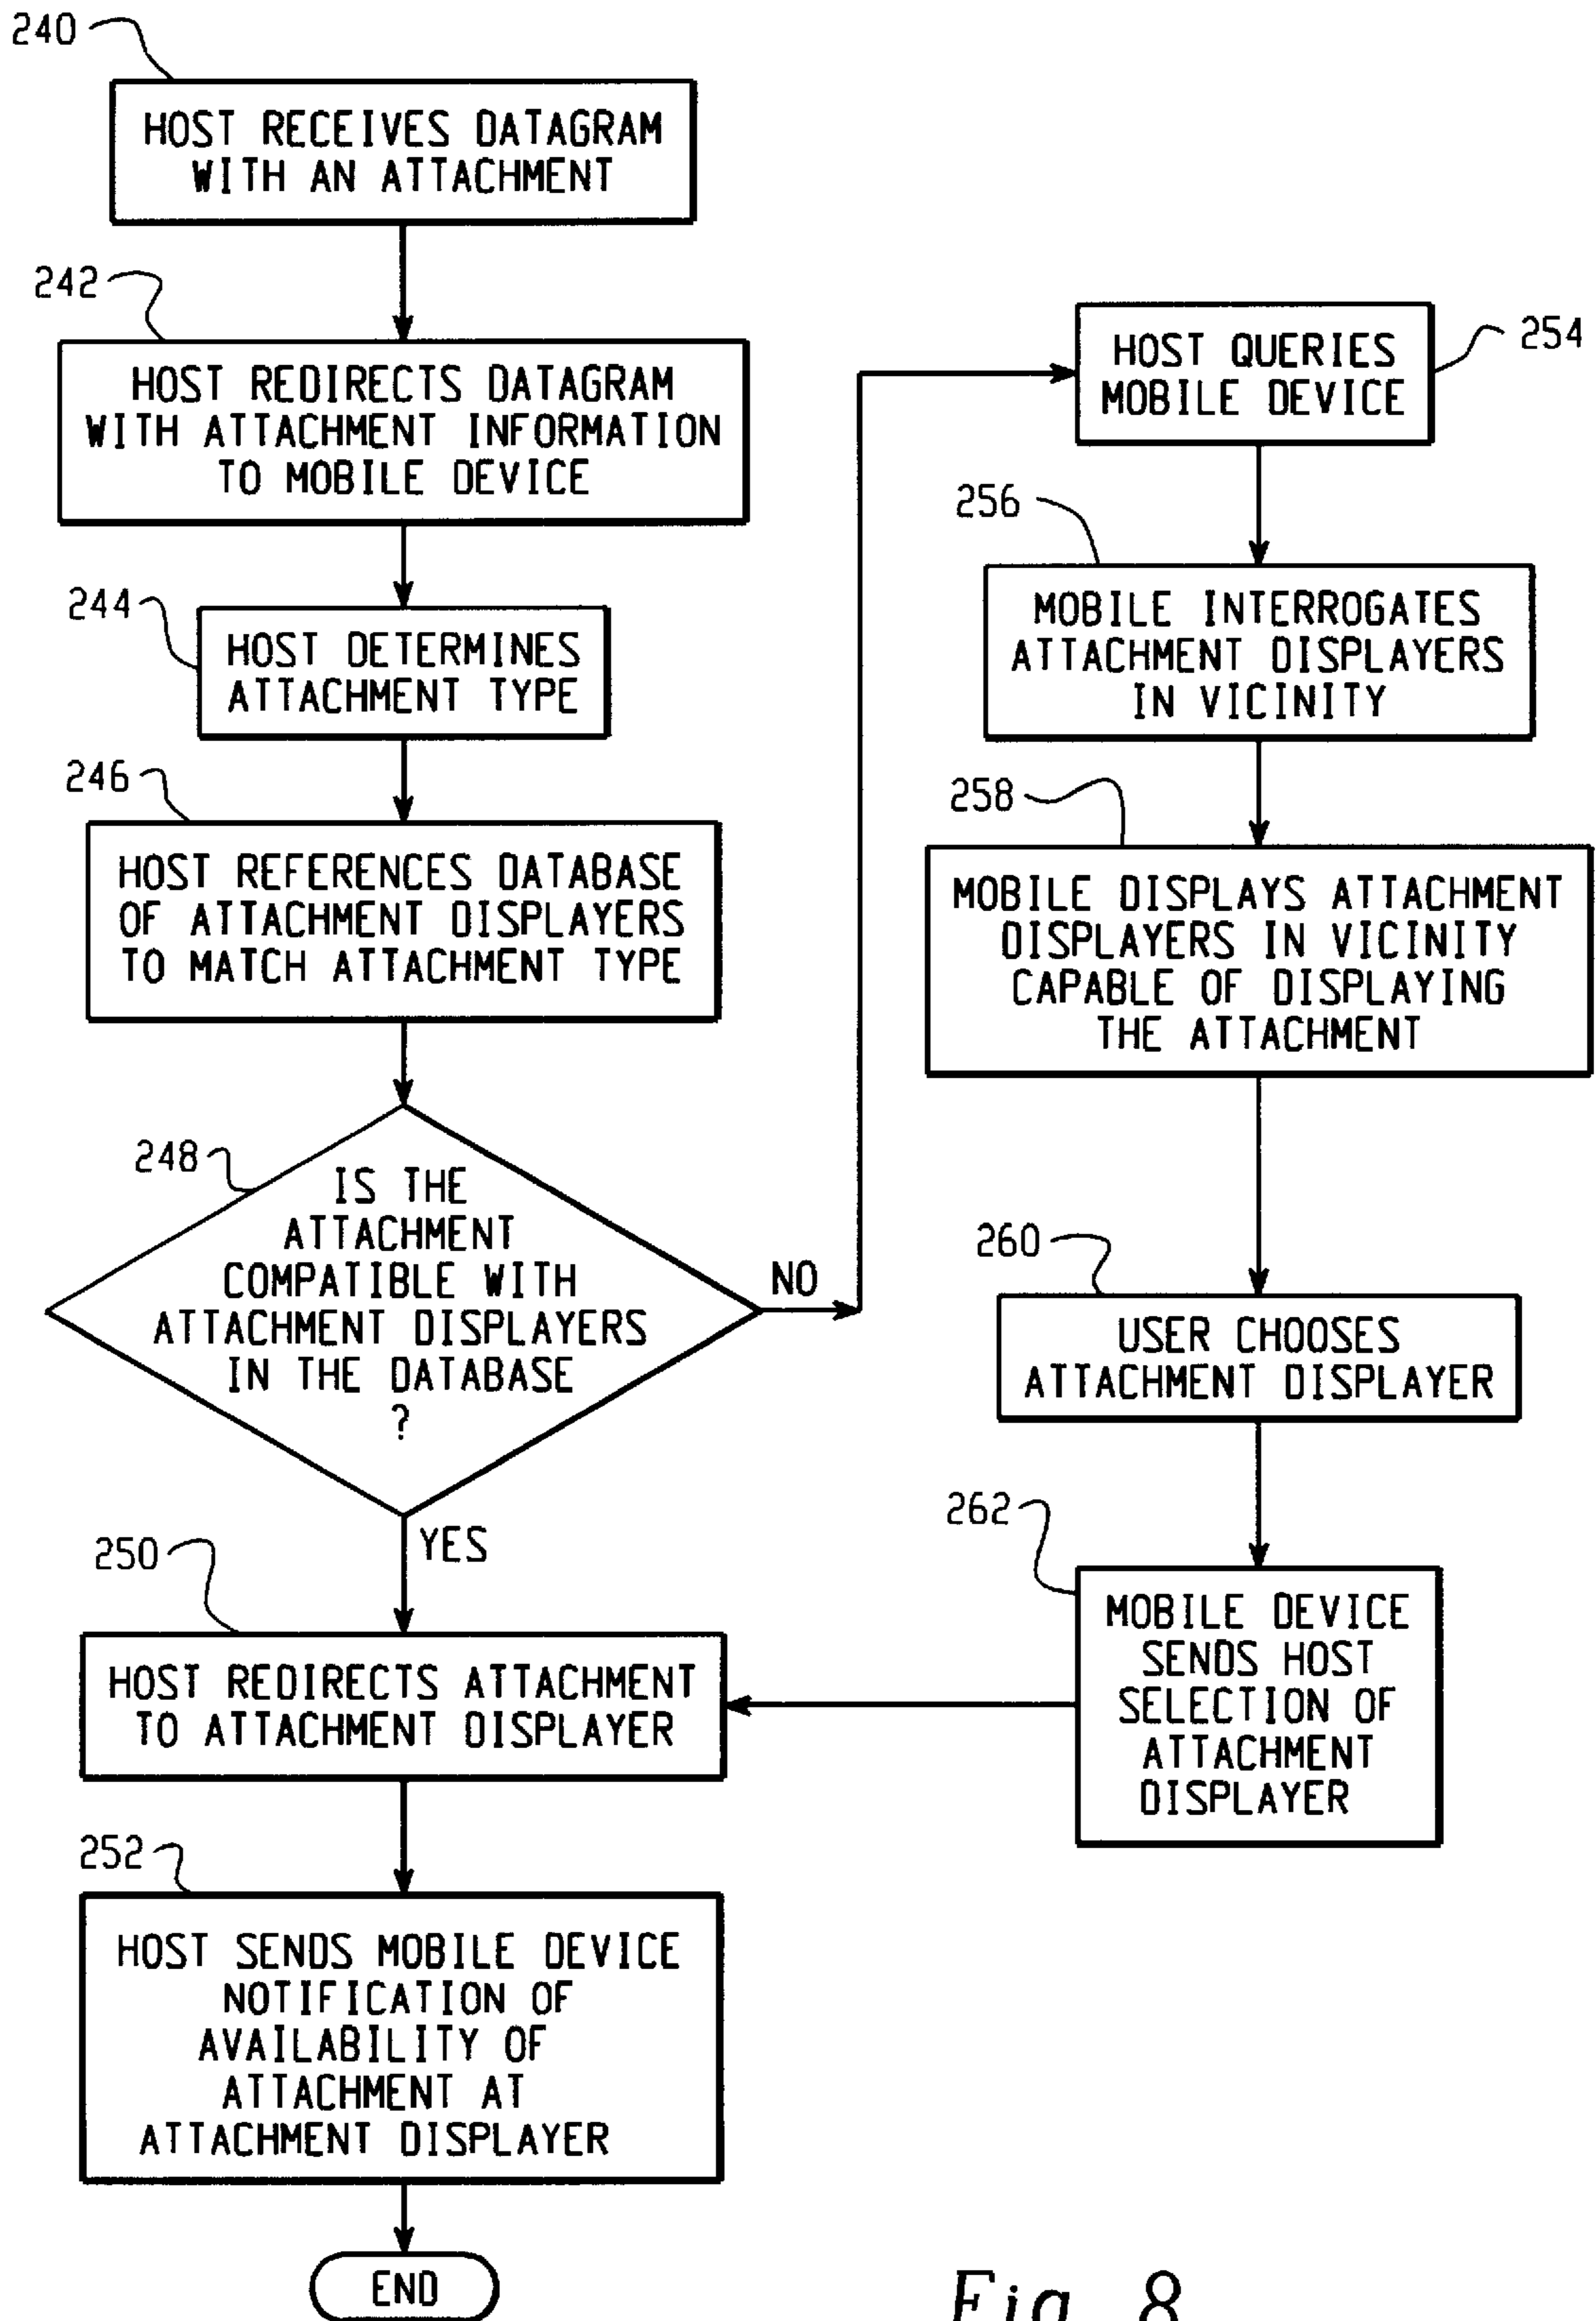 240
HOST RECEIVES DATAGRAM
WITH AN ATTACHMENT
242
HOST REDIRECTS DATAGRAM
WITH ATTACHMENT INFORMATION
TO MOBILE DEVICE
244
HOST DETERMINES
ATTACHMENT TYPE
246
HOST REFERENCES DATABASE
OF ATTACHMENT DISPLAYERS
TO MATCH ATTACHMENT TYPE
248
IS THE
ATTACHMENT
COMPATIBLE WITH
ATTACHMENT DISPLAYERS
IN THE DATABASE
?
NO
YES
250
HOST REDIRECTS ATTACHMENT
TO ATTACHMENT DISPLAYER
252
HOST SENDS MOBILE DEVICE
NOTIFICATION OF
AVAILABILITY OF
ATTACHMENT AT
ATTACHMENT DISPLAYER
END
HOST QUERIES
MOBILE DEVICE
254
256
MOBILE INTERROGATES
ATTACHMENT DISPLAYERS
IN VICINITY
258
MOBILE DISPLAYS ATTACHMENT
DISPLAYERS IN VICINITY
CAPABLE OF DISPLAYING
THE ATTACHMENT
260
USER CHOOSES
ATTACHMENT DISPLAYER
262
MOBILE DEVICE
SENDS HOST
SELECTION OF
ATTACHMENT
DISPLAYER
Fig. 8